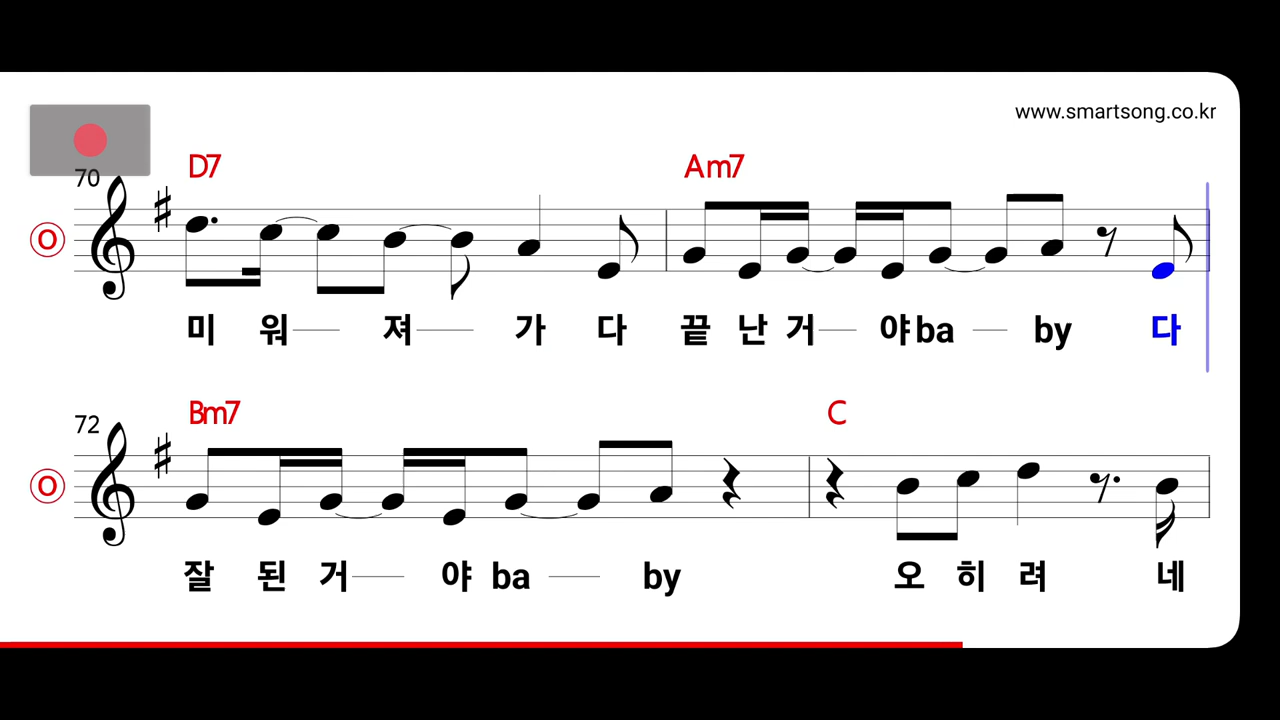 www.smartsong.co.kr
70
D7 Am7
O
미 워 져 가 다 끝 난 거 야 ba by 다
72
Bm7 C
O
잘 된 거 야 ba by 오 히 려 네